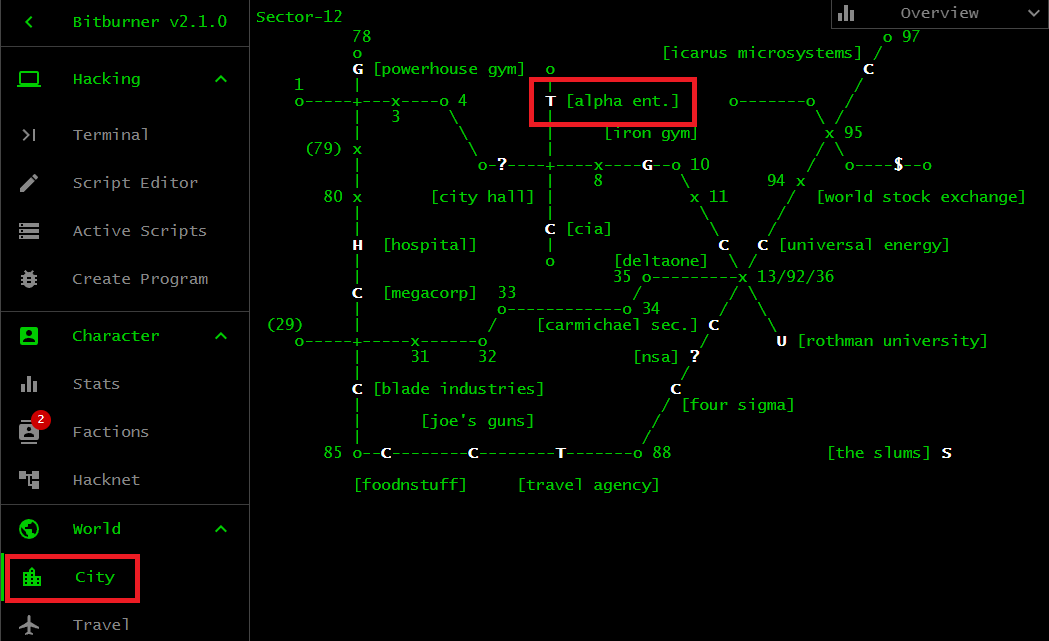 Bitburner v2.1.0
Hacking
Terminal
Script Editor
Active Scripts
Create Program
Character
Stats
2
Factions
Hacknet
World
City
Travel
Overview
Sector-12
78
o
o 97
[icarus microsystems] /
G [powerhouse gym] o
C
1
o-----+---x----o 4
3
T [alpha ent.]
o-------o
[iron gym]
x 95
(79) x
o-?----+----x----G--o 10
8
o----$--o
94 x
80 x
[city hall]
x 11
[world stock exchange]
C [cia]
H [hospital]
C C [universal energy]
o
[deltaone]
35 o---------x 13/92/36
C [megacorp] 33
o------------o 34
(29)
[carmichael sec.] C
o-----+-----x------o
31 32
U [rothman university]
[nsa] ?
C [blade industries]
C
[four sigma]
[joe's guns]
85 o--C--------C--------T-------o 88
[the slums] S
[foodnstuff] [travel agency]